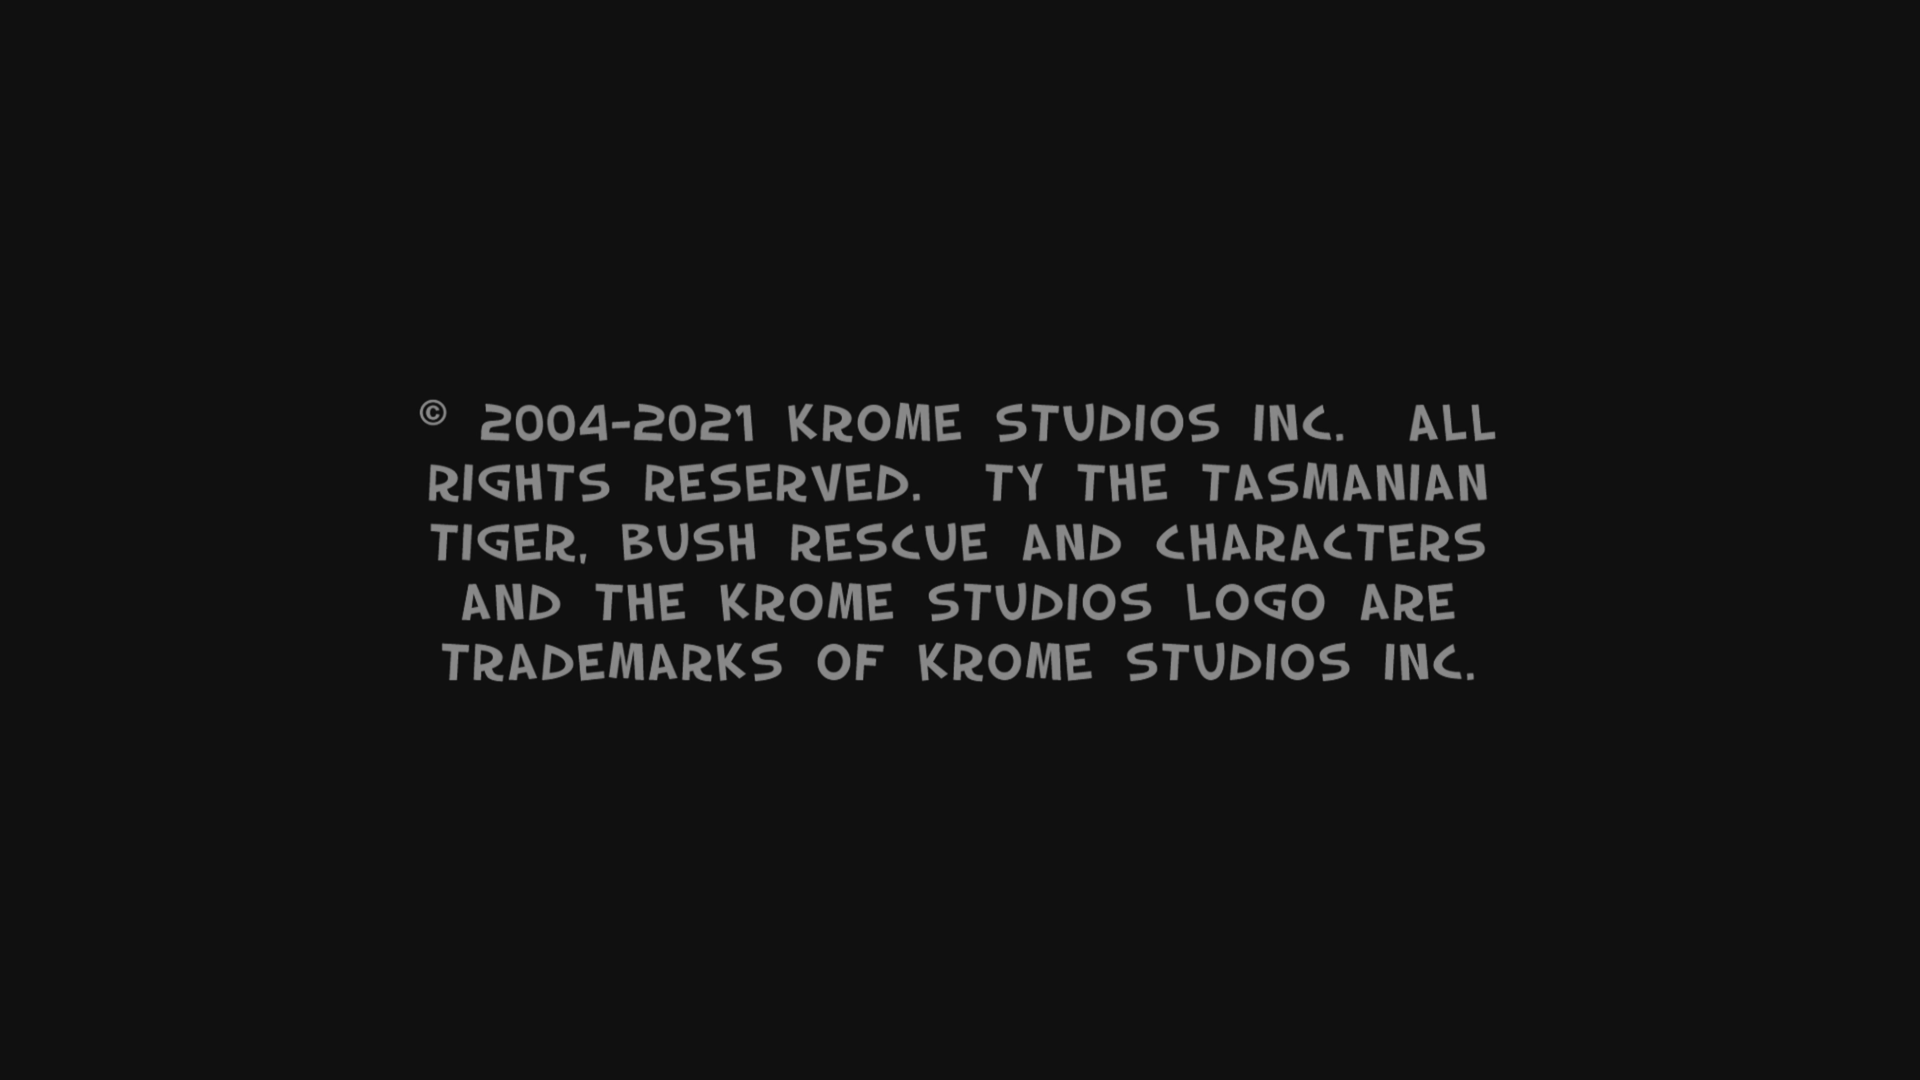 © 2004-2021 KROME STUDIOS INC. ALL
RIGHTS RESERVED. TY THE TASMANIAN
TIGER, BUSH RESCUE AND CHARACTERS
AND THE KROME STUDIOS LOGO ARE
TRADEMARKS OF KROME STUDIOS INC.